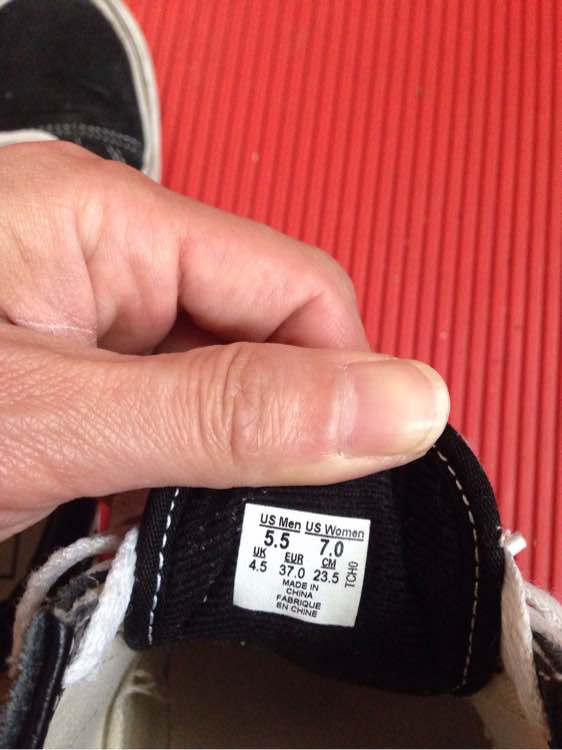 US Men US Women
5.5 7.0
UK EUR CM
4.5 37.0 23.5
MADE IN
CHINA
FABRIQUE
EN CHINE
TCHO